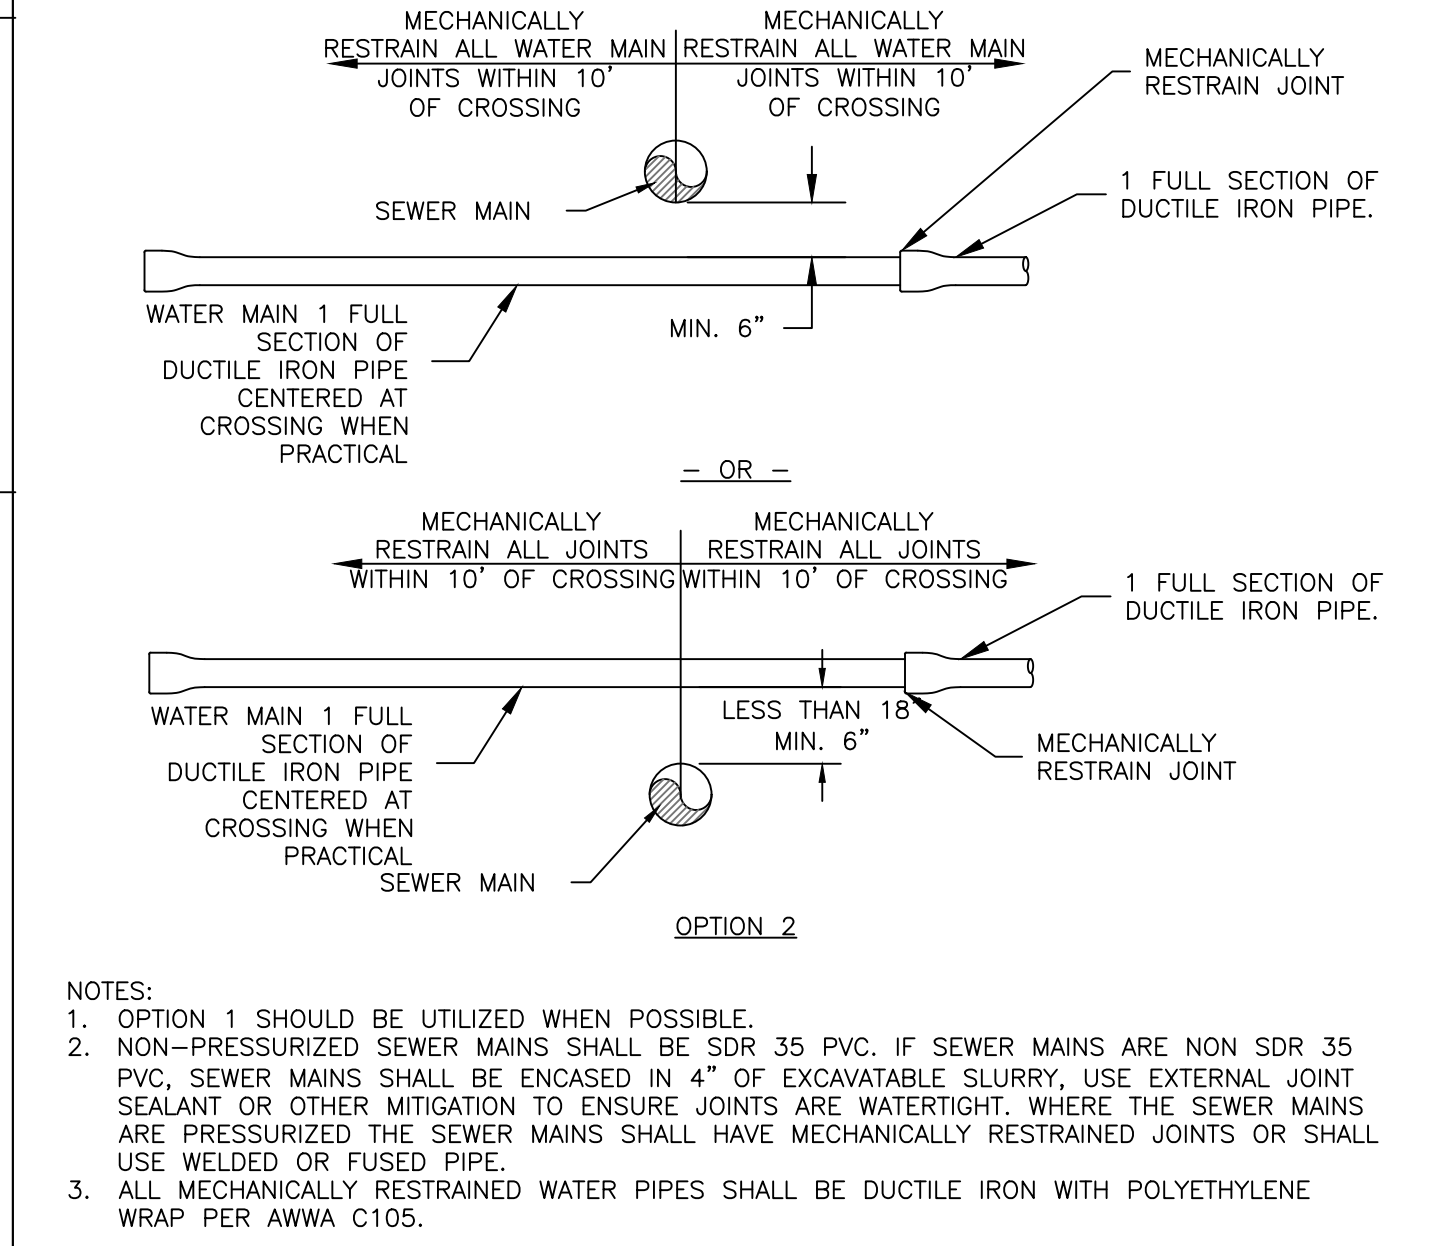 MECHANICALLY
RESTRAIN ALL WATER MAIN
JOINTS WITHIN 10'
OF CROSSING
MECHANICALLY
RESTRAIN ALL WATER MAIN
JOINTS WITHIN 10'
OF CROSSING
MECHANICALLY
RESTRAIN JOINT
1 FULL SECTION OF
DUCTILE IRON PIPE.
SEWER MAIN
WATER MAIN 1 FULL
SECTION OF
DUCTILE IRON PIPE
CENTERED AT
CROSSING WHEN
PRACTICAL
MIN. 6"
- OR -
MECHANICALLY
RESTRAIN ALL JOINTS
WITHIN 10' OF CROSSING
MECHANICALLY
RESTRAIN ALL JOINTS
WITHIN 10' OF CROSSING
1 FULL SECTION OF
DUCTILE IRON PIPE.
WATER MAIN 1 FULL
SECTION OF
DUCTILE IRON PIPE
CENTERED AT
CROSSING WHEN
PRACTICAL
LESS THAN 18"
MIN. 6"
MECHANICALLY
RESTRAIN JOINT
SEWER MAIN
OPTION 2
NOTES:
1. OPTION 1 SHOULD BE UTILIZED WHEN POSSIBLE.
2. NON-PRESSURIZED SEWER MAINS SHALL BE SDR 35 PVC. IF SEWER MAINS ARE NON SDR 35
PVC, SEWER MAINS SHALL BE ENCASED IN 4" OF EXCAVATABLE SLURRY, USE EXTERNAL JOINT
SEALANT OR OTHER MITIGATION TO ENSURE JOINTS ARE WATERTIGHT. WHERE THE SEWER MAINS
ARE PRESSURIZED THE SEWER MAINS SHALL HAVE MECHANICALLY RESTRAINED JOINTS OR SHALL
USE WELDED OR FUSED PIPE.
3. ALL MECHANICALLY RESTRAINED WATER PIPES SHALL BE DUCTILE IRON WITH POLYETHYLENE
WRAP PER AWWA C105.